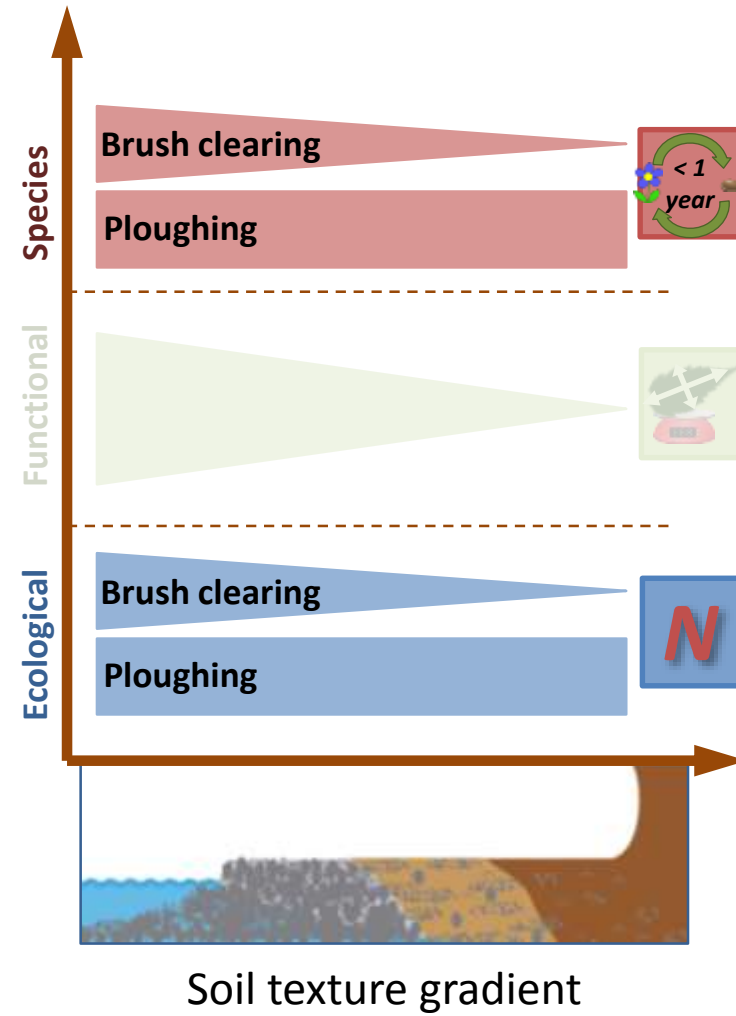 Species
Brush clearing
Ploughing
< 1
year
Functional
Ecological
Brush clearing
Ploughing
N
Soil texture gradient